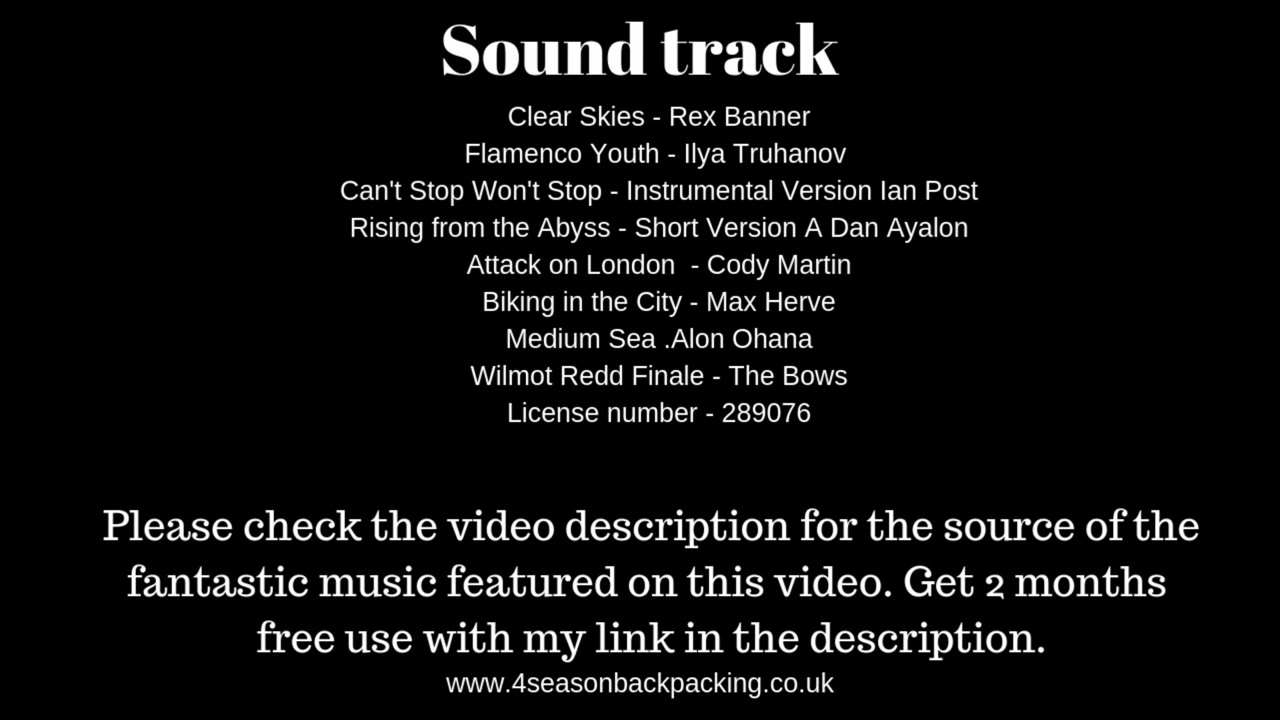 Sound track
Clear Skies - Rex Banner
Flamenco Youth - Ilya Truhanov
Can't Stop Won't Stop - Instrumental Version Ian Post
Rising from the Abyss - Short Version A Dan Ayalon
Attack on London  - Cody Martin
Biking in the City - Max Herve
Medium Sea .Alon Ohana
Wilmot Redd Finale - The Bows
License number - 289076
Please check the video description for the source of the
fantastic music featured on this video. Get 2 months
free use with my link in the description.
www.4seasonbackpacking.co.uk